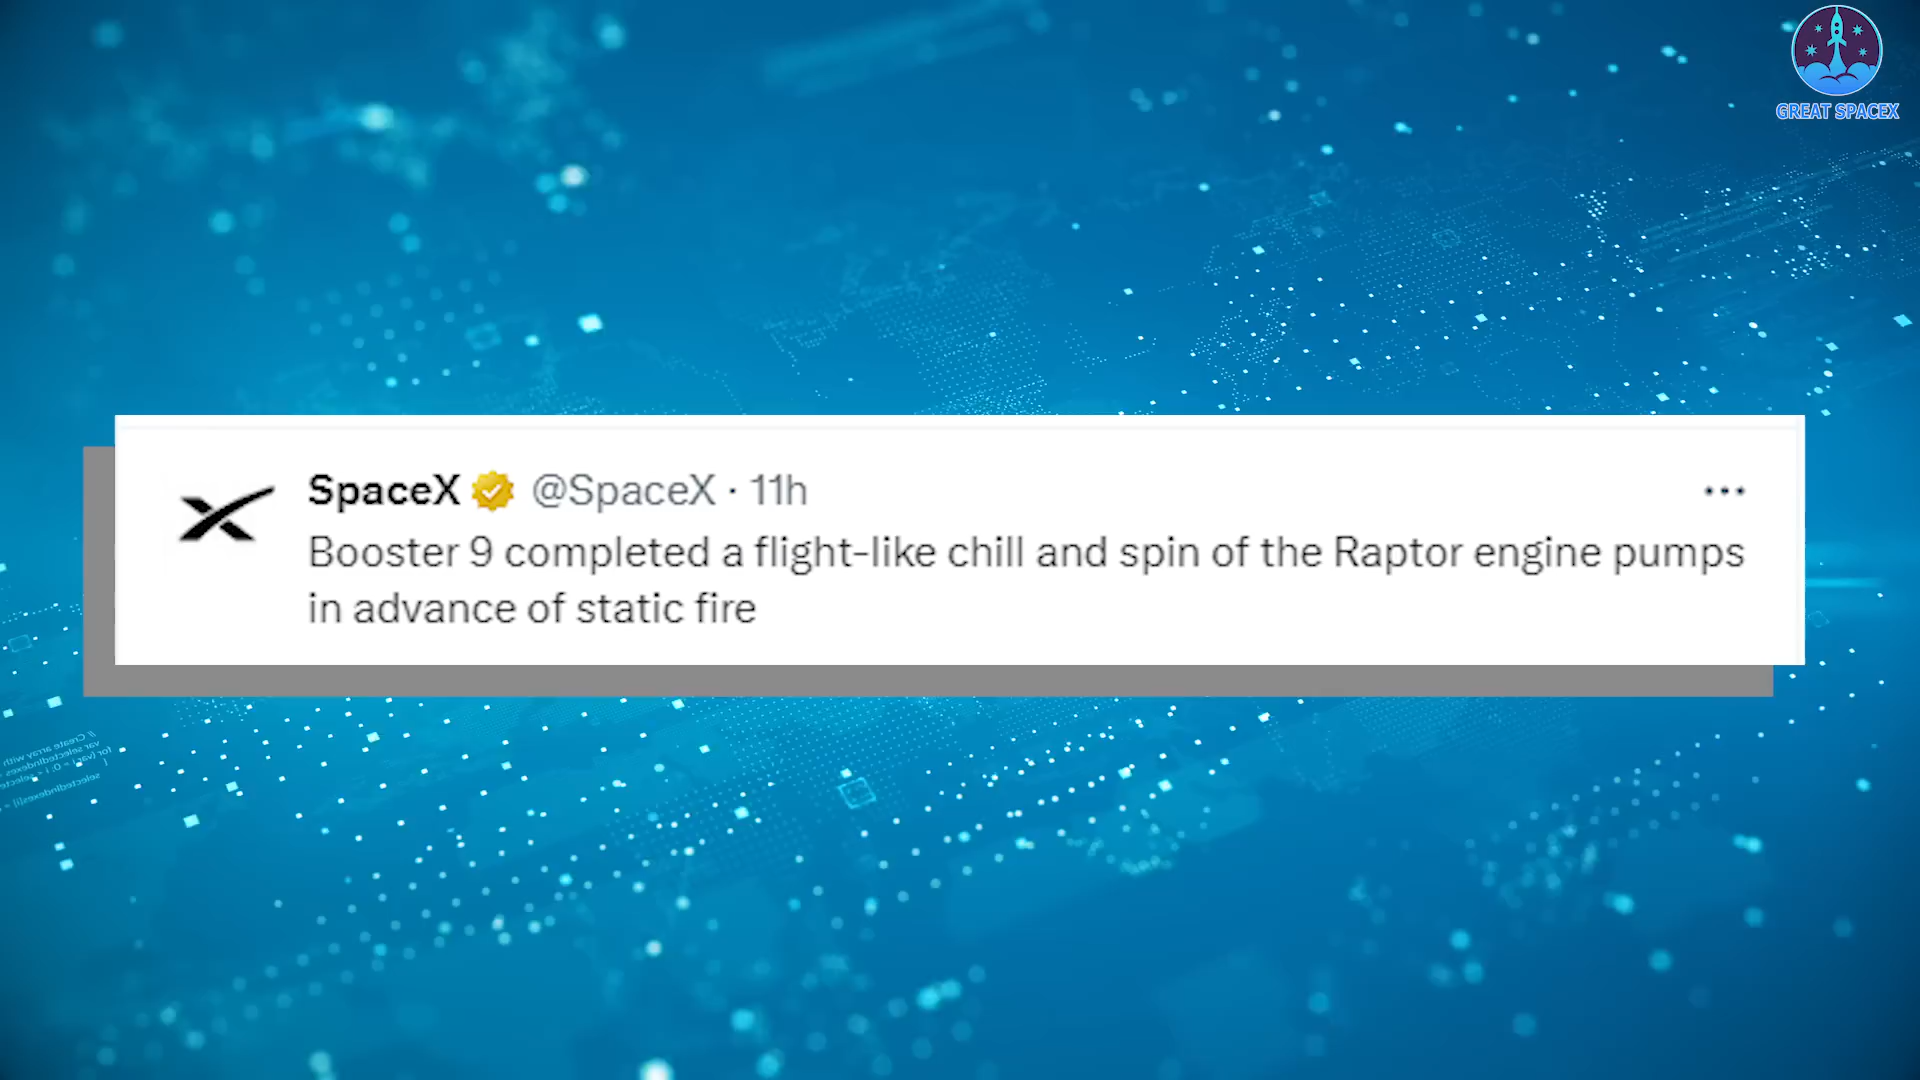 GREAT SPACEX
SpaceX @SpaceX · 11h
Booster 9 completed a flight-like chill and spin of the Raptor engine pumps
in advance of static fire